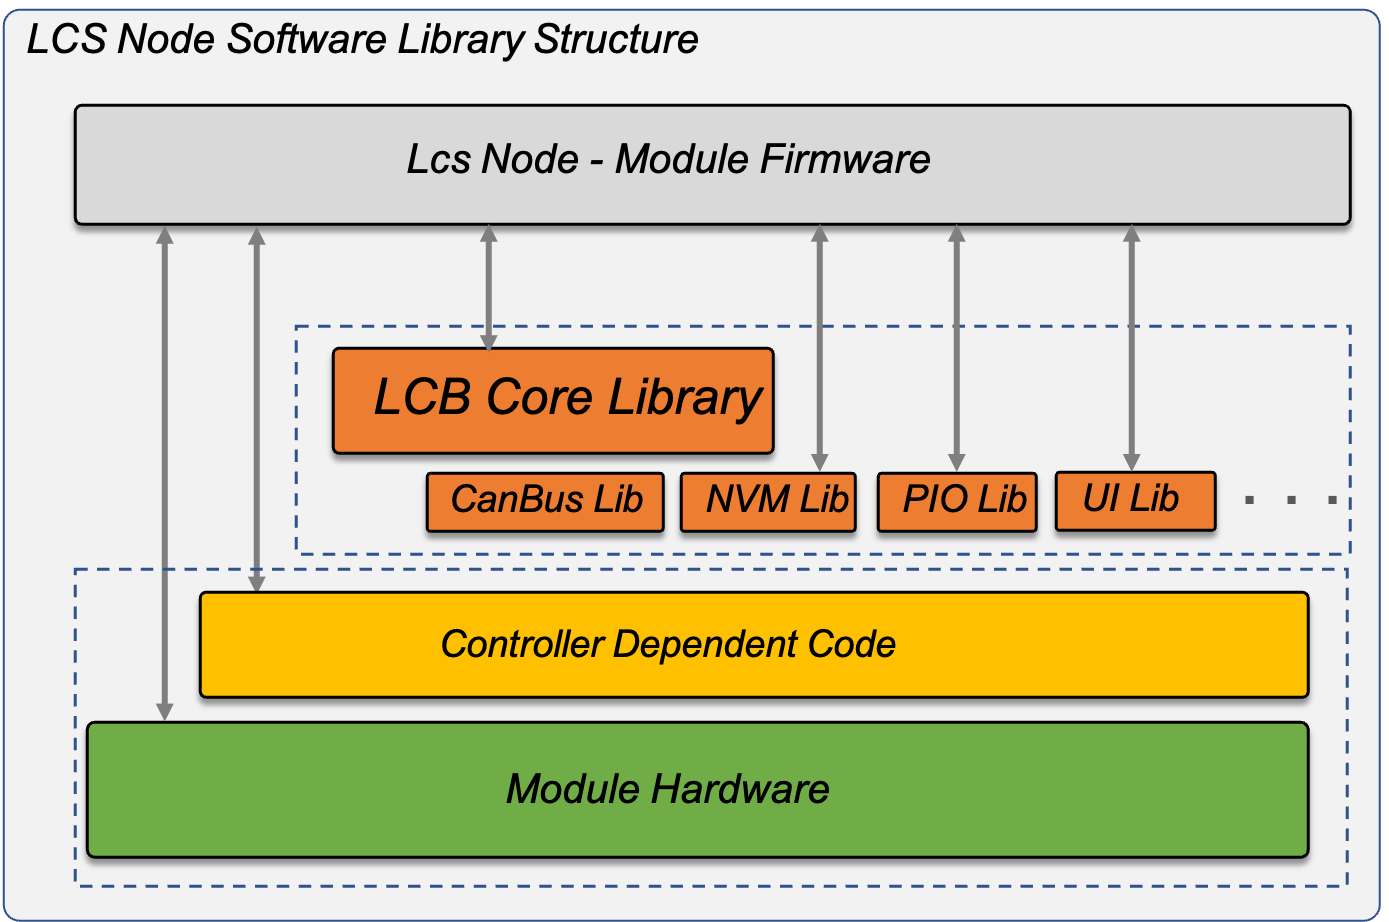 LCS Node Software Library Structure
Lcs Node - Module Firmware
LCB Core Library
CanBus Lib
NVM Lib
PIO Lib
UI Lib
. . .
Controller Dependent Code
Module Hardware